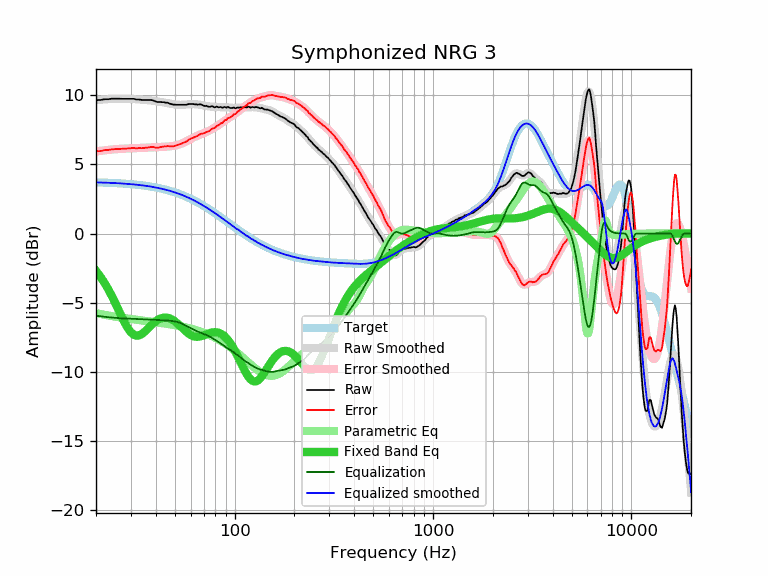 Symphonized NRG 3
10
5
0
−5
−10
−15
−20
Amplitude (dBr)
Target
Raw Smoothed
Error Smoothed
Raw
Error
Parametric Eq
Fixed Band Eq
Equalization
Equalized smoothed
100
1000
10000
Frequency (Hz)